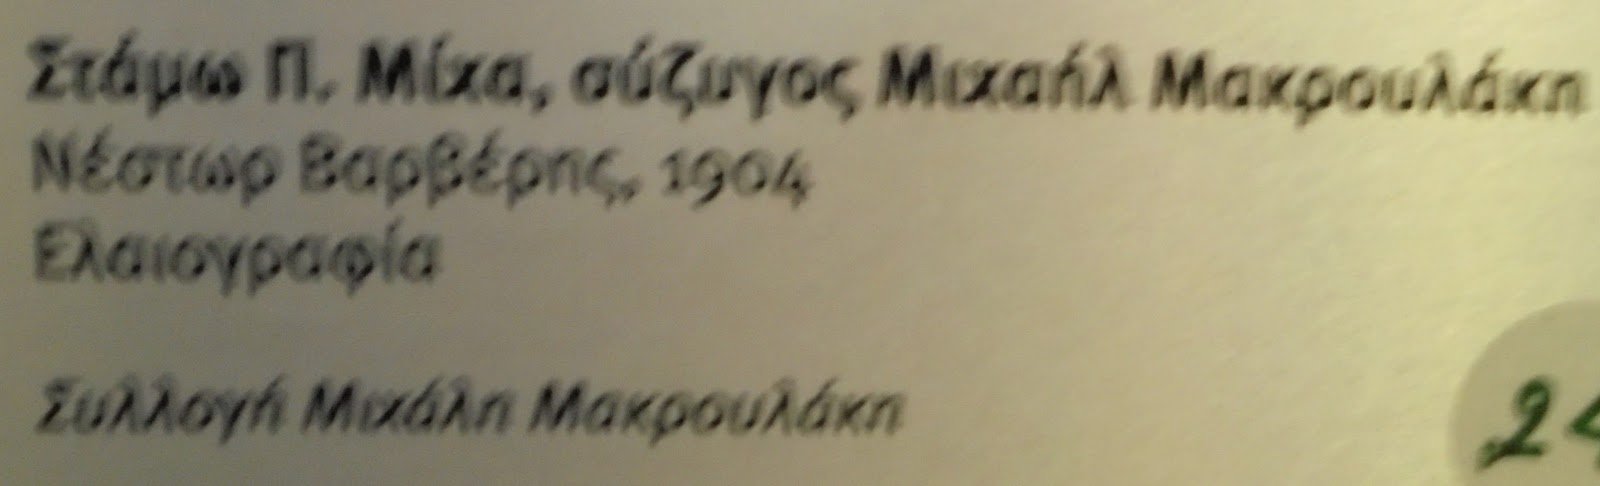 Στάμω Π. Μίχα, σύζυγος Μιχαήλ Μακρουλάκη
Νέστωρ Βαρβέρης, 1904
Ελαιογραφία
Συλλογή Μιχάλη Μακρουλάκη